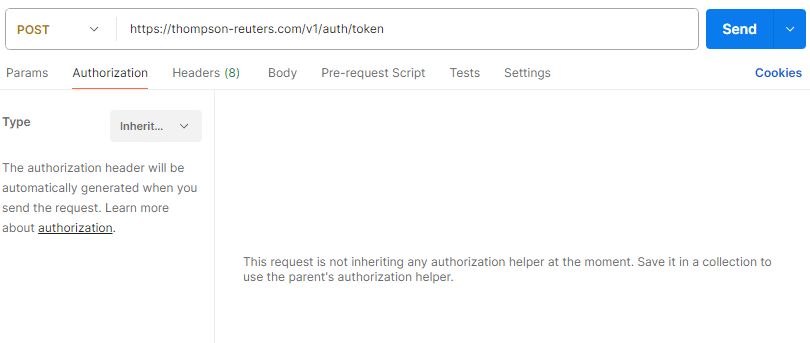 POST https://thompson-reuters.com/v1/auth/token Send
Params Authorization Headers (8) Body Pre-request Script Tests Settings Cookies
Type Inherit...
The authorization header will be
automatically generated when you
send the request. Learn more
about authorization.
This request is not inheriting any authorization helper at the moment. Save it in a collection to
use the parent's authorization helper.